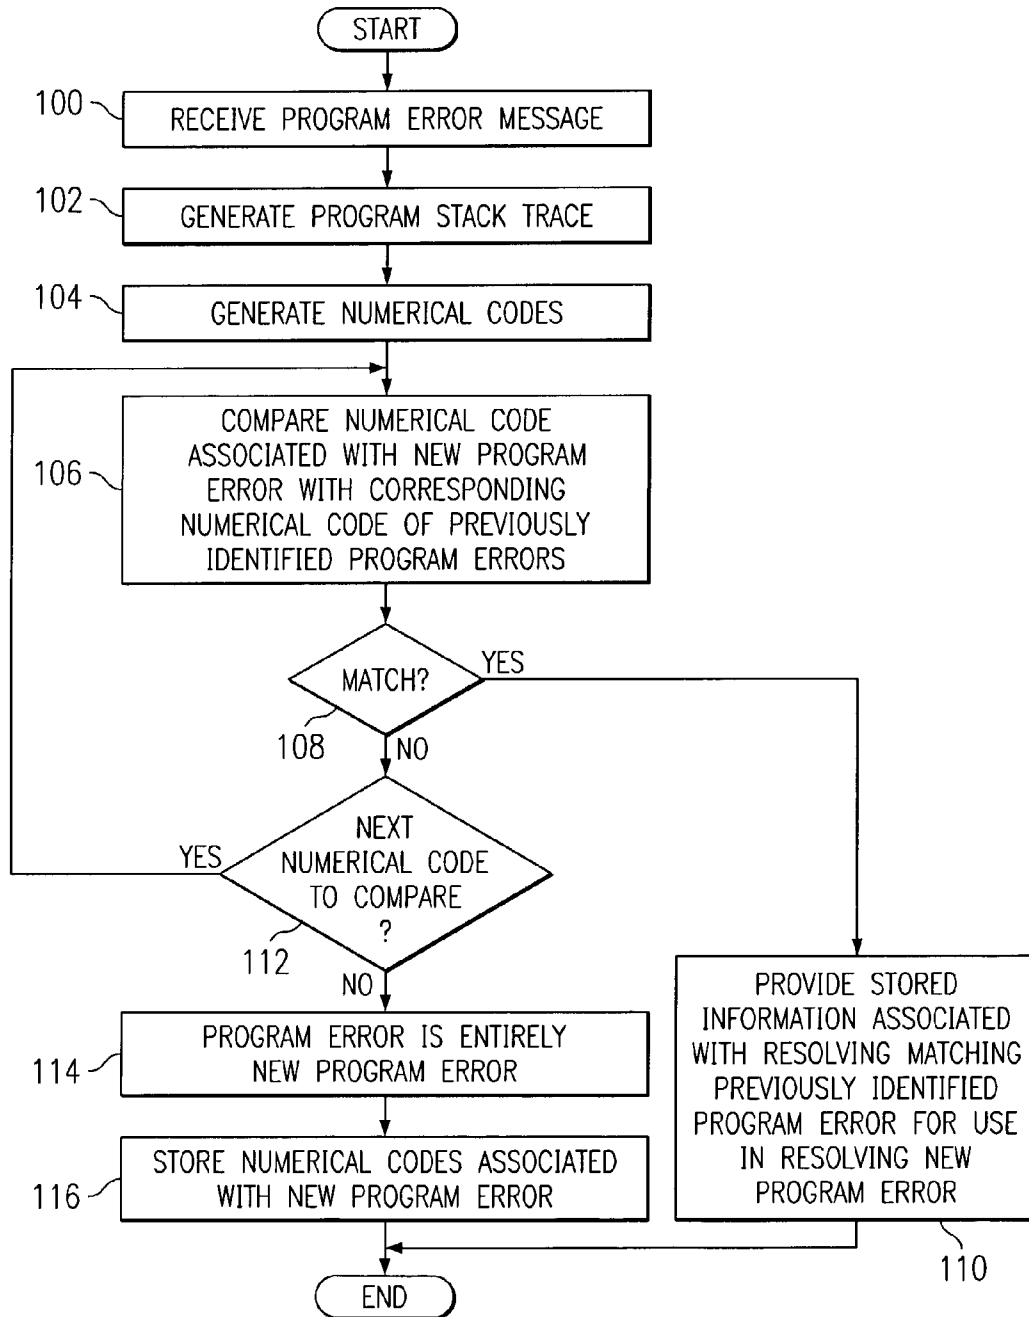 START
100
RECEIVE PROGRAM ERROR MESSAGE
102
GENERATE PROGRAM STACK TRACE
104
GENERATE NUMERICAL CODES
106
COMPARE NUMERICAL CODE
ASSOCIATED WITH NEW PROGRAM
ERROR WITH CORRESPONDING
NUMERICAL CODE OF PREVIOUSLY
IDENTIFIED PROGRAM ERRORS
MATCH?
YES
108
NO
NEXT
NUMERICAL CODE
TO COMPARE
?
YES
112
NO
PROGRAM ERROR IS ENTIRELY
NEW PROGRAM ERROR
114
STORE NUMERICAL CODES ASSOCIATED
WITH NEW PROGRAM ERROR
116
PROVIDE STORED
INFORMATION ASSOCIATED
WITH RESOLVING MATCHING
PREVIOUSLY IDENTIFIED
PROGRAM ERROR FOR USE
IN RESOLVING NEW
PROGRAM ERROR
110
END